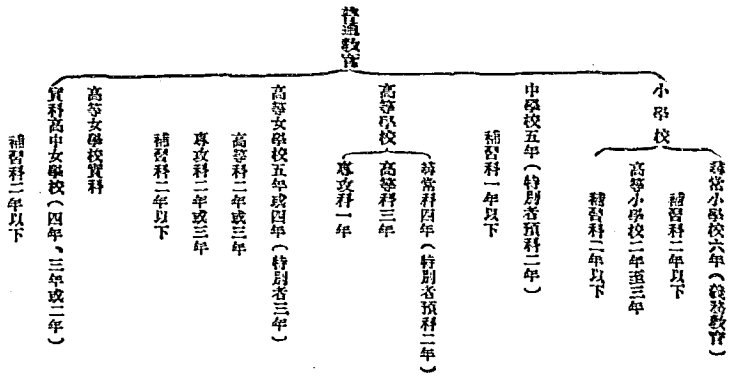 普通敎育
小學校
尋常小學校六年(義務敎育)
補習科二年以下
高等小學校二年至三年
補習科二年以下
中學校五年(特別者預科二年)
補習科一年以下
高等學校
尋常科四年(特別者預科二年)
高等科三年
專攻科一年
高等女學校五年或四年(特別者三年)
高等科二年或三年
專攻科二年或三年
補習科二年以下
高等女學校實科
實科高中女學校(四年、三年或二年)
補習科二年以下